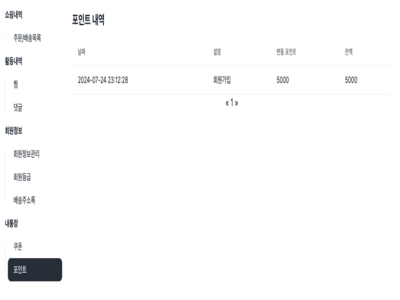 쇼핑내역
주문/배송목록
활동내역
찜
댓글
회원정보
회원정보관리
회원등급
배송주소록
내통장
쿠폰
포인트
포인트 내역
날짜 설명 변동 포인트 잔액
2024-07-24 23:12:28 회원가입 5000 5000
« 1 »